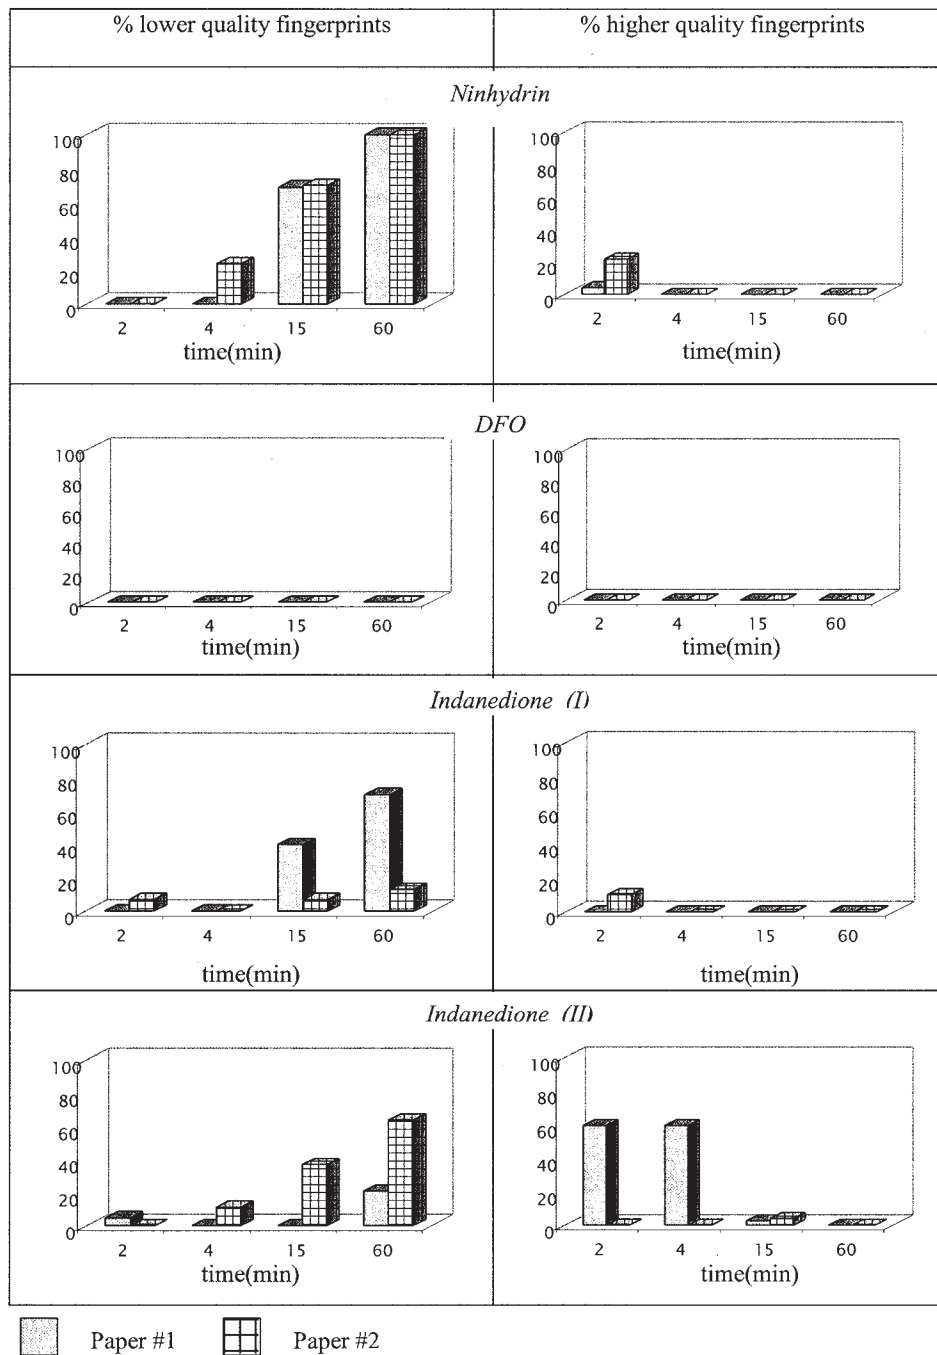 % lower quality fingerprints % higher quality fingerprints
Ninhydrin
100 100
80 80
60 60
40 40
20 20
0 0
2 4 15 60 2 4 15 60
time(min) time(min)
DFO
100 100
80 80
60 60
40 40
20 20
0 0
2 4 15 60 2 4 15 60
time(min) time(min)
Indanedione (I)
100 100
80 80
60 60
40 40
20 20
0 0
2 4 15 60 2 4 15 60
time(min) time(min)
Indanedione (II)
100 100
80 80
60 60
40 40
20 20
0 0
2 4 15 60 2 4 15 60
time(min) time(min)
Paper #1 Paper #2